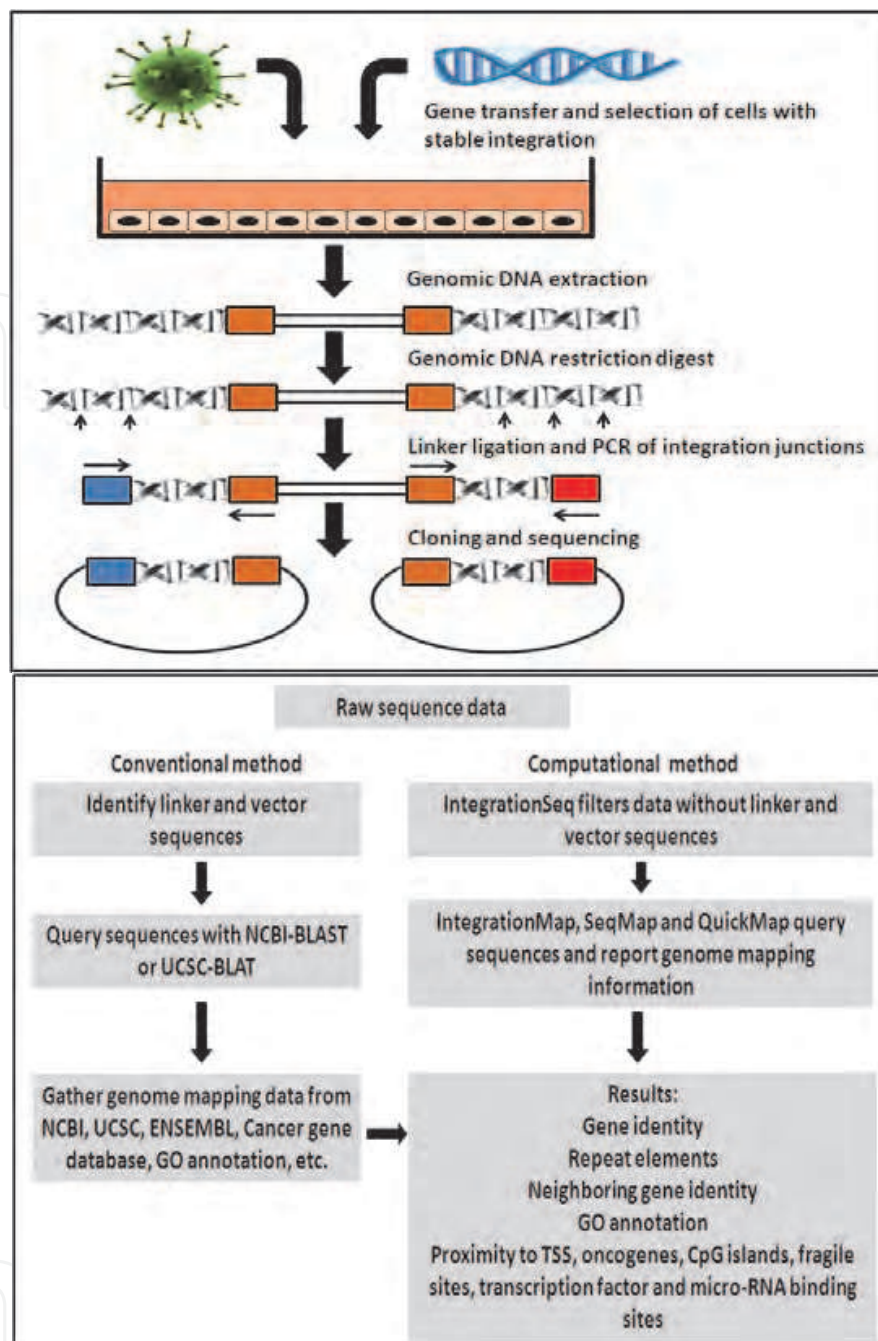 Gene transfer and selection of cells with
stable integration
Genomic DNA extraction
Genomic DNA restriction digest
Linker ligation and PCR of integration junctions
Cloning and sequencing
Raw sequence data
Conventional method
Identify linker and vector
sequences
Query sequences with NCBI-BLAST
or UCSC-BLAT
Gather genome mapping data from
NCBI, UCSC, ENSEMBL, Cancer gene
database, GO annotation, etc.
Computational method
IntegrationSeq filters data without linker and
vector sequences
IntegrationMap, SeqMap and QuickMap query
sequences and report genome mapping
information
Results:
Gene identity
Repeat elements
Neighboring gene identity
GO annotation
Proximity to TSS, oncogenes, CpG islands, fragile
sites, transcription factor and micro-RNA binding
sites